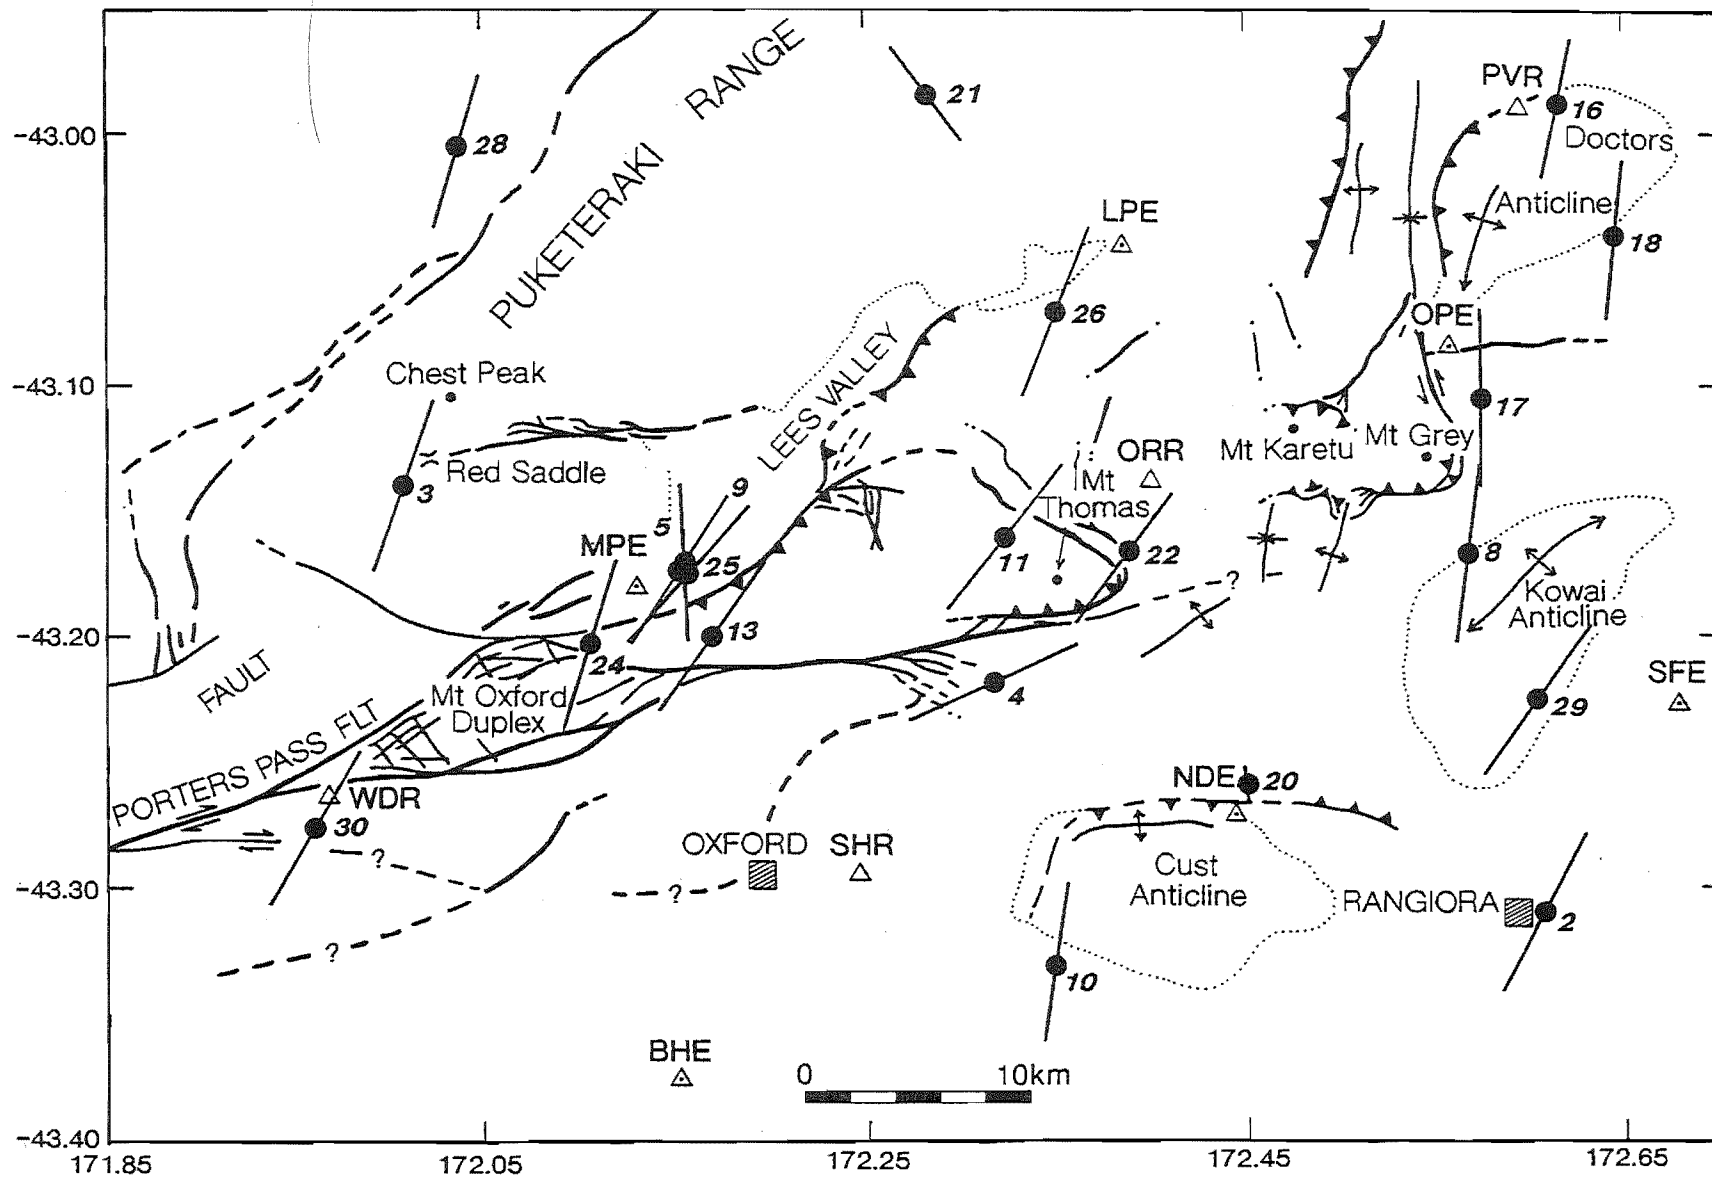 RANGE
PUKETERAKI
21
PVR
16
Doctors
Anticline
-43.00
28
LPE
18
26
OPE
LEES VALLEY
Chest Peak
-43.10
17
Red Saddle
3
Mt Karetu
Mt Grey
ORR
Mt
Thomas
9
5
MPE
25
11
22
8
?
Kowai
Anticline
-43.20
13
24
FAULT
Mt Oxford
Duplex
4
SFE
29
PORTERS PASS FLT
WDR
30
NDE
20
?
OXFORD
SHR
Cust
Anticline
-43.30
?
RANGIORA
2
?
10
BHE
0
10km
-43.40
171.85
172.05
172.25
172.45
172.65